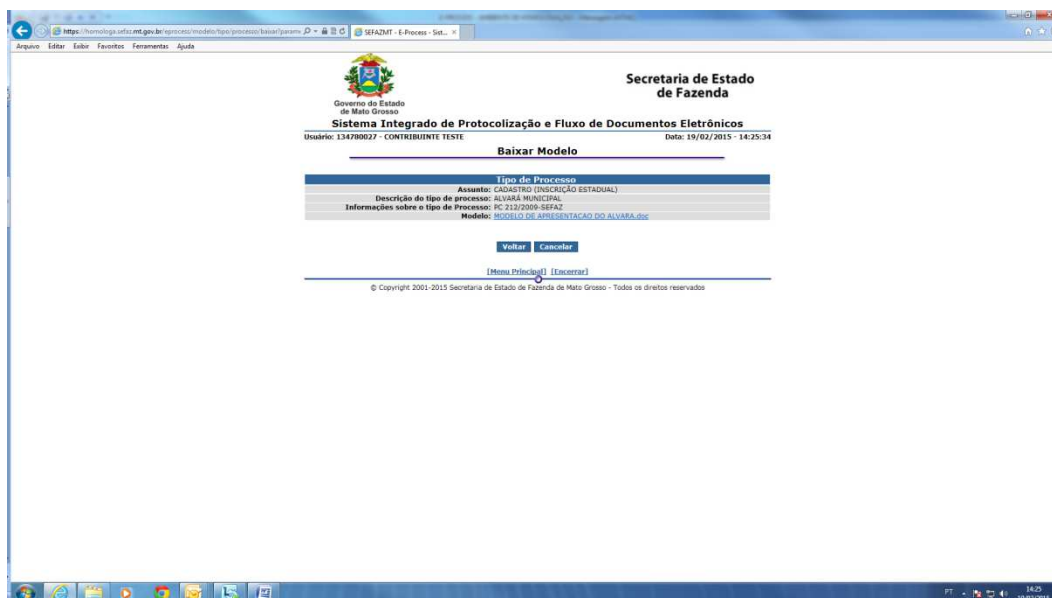 https://homologa.sefaz.mt.gov.br/eprocess/modelo/tipo/processo/baixar?param
SEFAZMT - E-Process - Sist... ×
Arquivo Editar Exibir Favoritos Ferramentas Ajuda
Governo do Estado
de Mato Grosso
Secretaria de Estado
de Fazenda
Sistema Integrado de Protocolização e Fluxo de Documentos Eletrônicos
Usuário: 134780027 - CONTRIBUINTE TESTE Data: 19/02/2015 - 14:25:34
Baixar Modelo
Tipo de Processo
Assunto: CADASTRO (INSCRIÇÃO ESTADUAL)
Descrição do tipo de processo: ALVARÁ MUNICIPAL
Informações sobre o tipo de Processo: PC 212/2009-SEFAZ
Modelo: MODELO DE APRESENTACAO DO ALVARA.doc
Voltar Cancelar
[Menu Principal] [Encerrar]
© Copyright 2001-2015 Secretaria de Estado de Fazenda de Mato Grosso - Todos os direitos reservados
PT 14:25